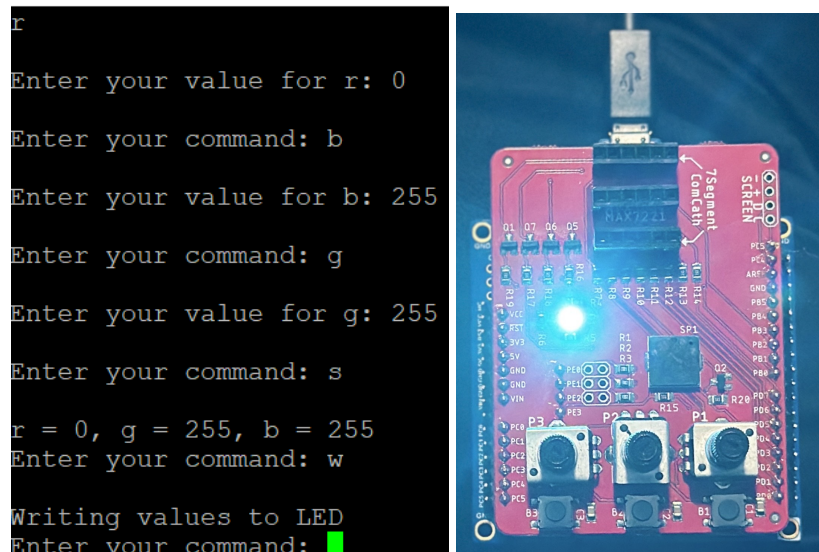 r
Enter your value for r: 0
Enter your command: b
Enter your value for b: 255
Enter your command: g
Enter your value for g: 255
Enter your command: s
r = 0, g = 255, b = 255
Enter your command: w
Writing values to LED
Enter your command:
7Segment
ComCath
SCREEN
MAX7221
Q1 Q7 Q6 Q5
R16
R19 R17
R8 R9 R10 R11 R12 R13 R14
VCC
RST
3V3
5V
GND
GND
VIN
R1
R2
R3
PE0
PE1
PE2
PE3
SP1
Q2
R15
R20
GND
PB5
PB4
PB3
PB2
PB1
PB0
PD7
PD6
PD5
PD4
PD3
PD2
PD1
PC0
PC1
PC2
PC3
PC4
PC5
P3 P2 P1
B3
B1